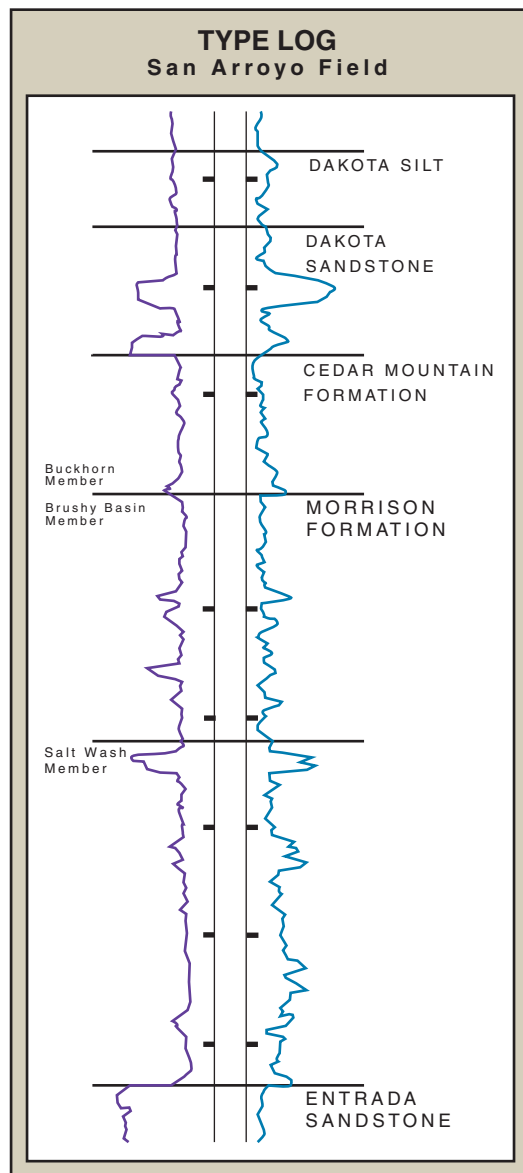 TYPE LOG
San Arroyo Field
DAKOTA SILT
DAKOTA
SANDSTONE
CEDAR MOUNTAIN
FORMATION
Buckhorn
Member
Brushy Basin
Member
MORRISON
FORMATION
Salt Wash
Member
ENTRADA
SANDSTONE